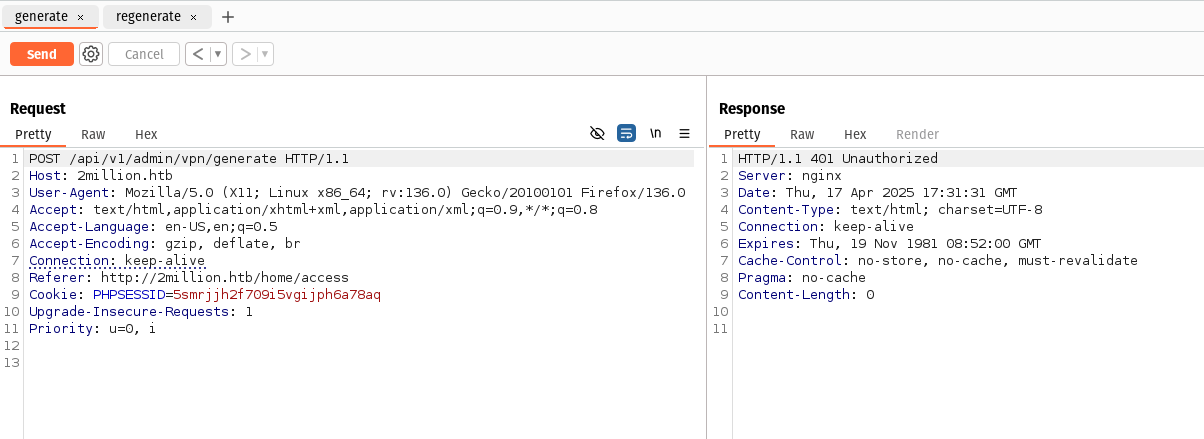 generate × regenerate × +
Send Cancel < ▼ > ▼
Request
Pretty Raw Hex \n
1 POST /api/v1/admin/vpn/generate HTTP/1.1
2 Host: 2million.htb
3 User-Agent: Mozilla/5.0 (X11; Linux x86_64; rv:136.0) Gecko/20100101 Firefox/136.0
4 Accept: text/html,application/xhtml+xml,application/xml;q=0.9,*/*;q=0.8
5 Accept-Language: en-US,en;q=0.5
6 Accept-Encoding: gzip, deflate, br
7 Connection: keep-alive
8 Referer: http://2million.htb/home/access
9 Cookie: PHPSESSID=5smrjjh2f709i5vgijph6a78aq
10 Upgrade-Insecure-Requests: 1
11 Priority: u=0, i
12
13
Response
Pretty Raw Hex Render
1 HTTP/1.1 401 Unauthorized
2 Server: nginx
3 Date: Thu, 17 Apr 2025 17:31:31 GMT
4 Content-Type: text/html; charset=UTF-8
5 Connection: keep-alive
6 Expires: Thu, 19 Nov 1981 08:52:00 GMT
7 Cache-Control: no-store, no-cache, must-revalidate
8 Pragma: no-cache
9 Content-Length: 0
10
11